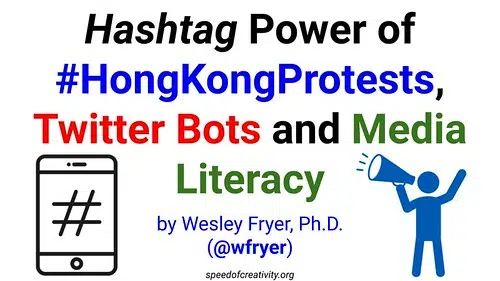 Hashtag Power of
#HongKongProtests,
Twitter Bots and Media
Literacy
#
by Wesley Fryer, Ph.D.
(@wfryer)
speedofcreativity.org